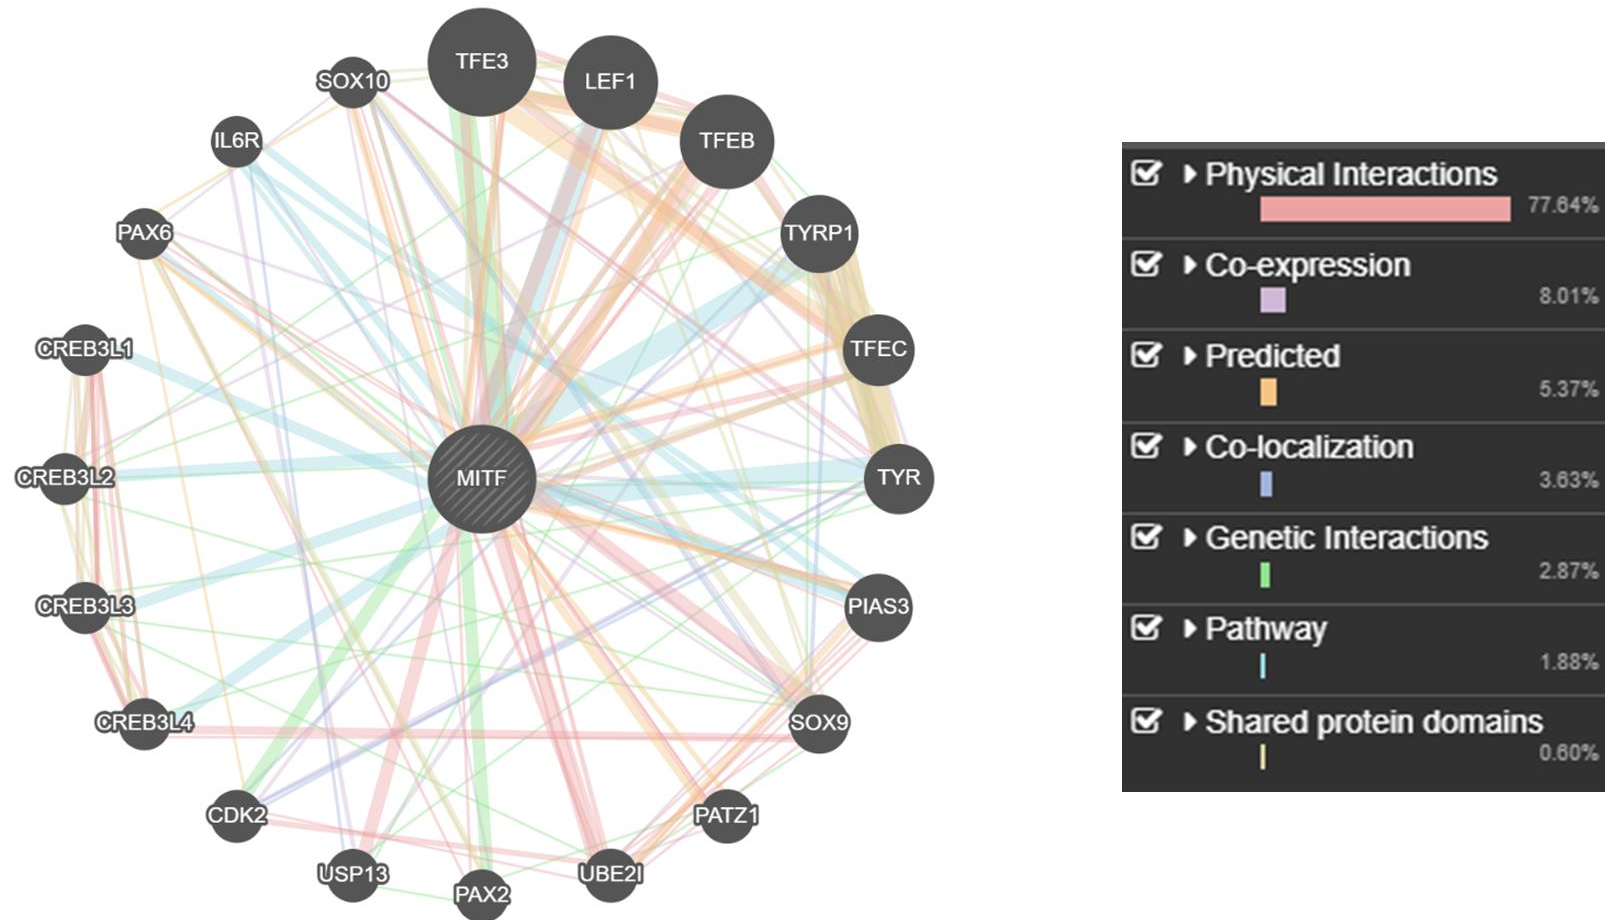 TFE3
LEF1
SOX10
TFEB
IL6R
TYRP1
PAX6
TFEC
CREB3L1
MITF
CREB3L2
TYR
CREB3L3
PIAS3
CREB3L4
SOX9
CDK2
PATZ1
USP13
UBE2I
PAX2
Physical Interactions
77.64%
Co-expression
8.01%
Predicted
5.37%
Co-localization
3.63%
Genetic Interactions
2.87%
Pathway
1.88%
Shared protein domains
0.60%